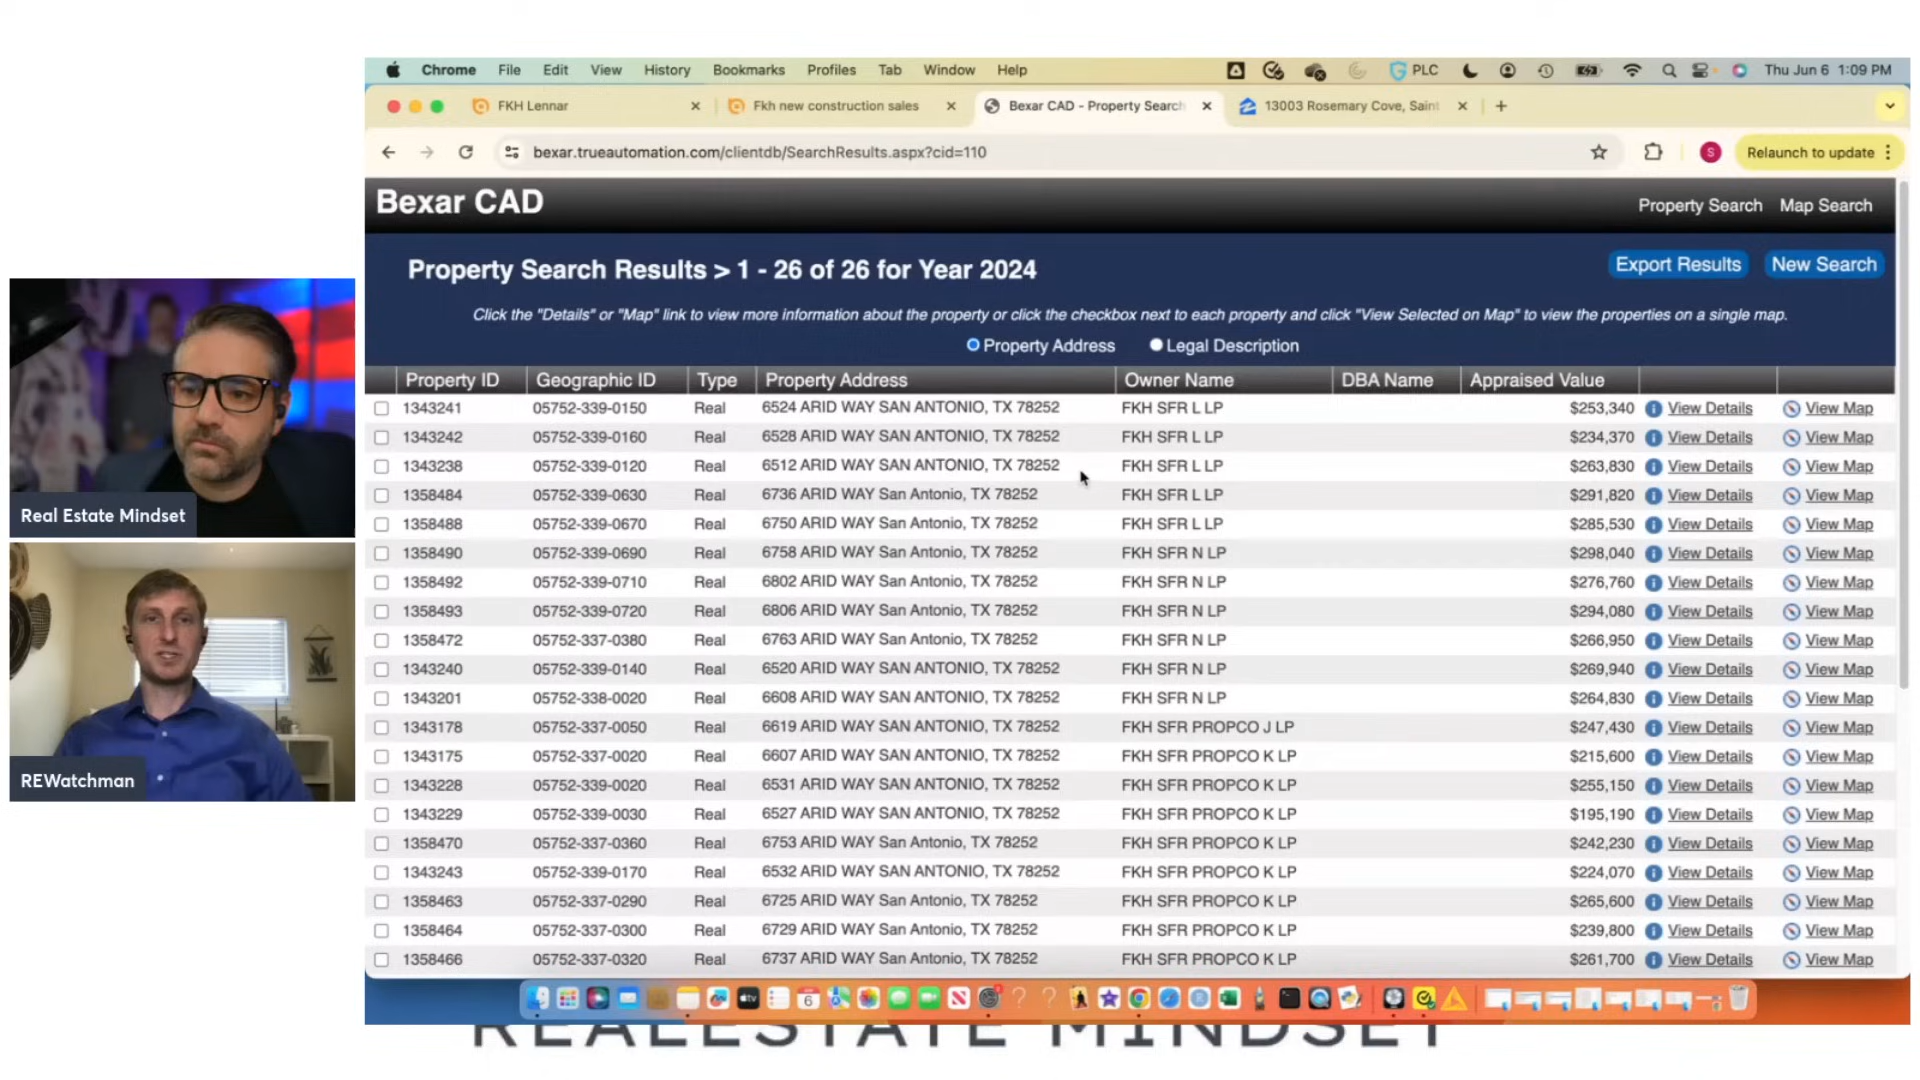 Chrome File Edit View History Bookmarks Profiles Tab Window Help PLC Thu Jun 6 1:09 PM
FKH Lennar
Fkh new construction sales
Bexar CAD - Property Search
13003 Rosemary Cove, Saint
bexar.trueautomation.com/clientdb/SearchResults.aspx?cid=110
S
Relaunch to update
Bexar CAD
Property Search Map Search
Property Search Results > 1 - 26 of 26 for Year 2024
Export Results New Search
Click the "Details" or "Map" link to view more information about the property or click the checkbox next to each property and click "View Selected on Map" to view the properties on a single map.
Property Address Legal Description
Property ID Geographic ID Type Property Address Owner Name DBA Name Appraised Value
1343241 05752-339-0150 Real 6524 ARID WAY SAN ANTONIO, TX 78252 FKH SFR L LP $253,340 View Details View Map
1343242 05752-339-0160 Real 6528 ARID WAY SAN ANTONIO, TX 78252 FKH SFR L LP $234,370 View Details View Map
1343238 05752-339-0120 Real 6512 ARID WAY SAN ANTONIO, TX 78252 FKH SFR L LP $263,830 View Details View Map
1358484 05752-339-0630 Real 6736 ARID WAY San Antonio, TX 78252 FKH SFR L LP $291,820 View Details View Map
1358488 05752-339-0670 Real 6750 ARID WAY San Antonio, TX 78252 FKH SFR L LP $285,530 View Details View Map
1358490 05752-339-0690 Real 6758 ARID WAY San Antonio, TX 78252 FKH SFR N LP $298,040 View Details View Map
1358492 05752-339-0710 Real 6802 ARID WAY San Antonio, TX 78252 FKH SFR N LP $276,760 View Details View Map
1358493 05752-339-0720 Real 6806 ARID WAY San Antonio, TX 78252 FKH SFR N LP $294,080 View Details View Map
1358472 05752-337-0380 Real 6763 ARID WAY San Antonio, TX 78252 FKH SFR N LP $266,950 View Details View Map
1343240 05752-339-0140 Real 6520 ARID WAY SAN ANTONIO, TX 78252 FKH SFR N LP $269,940 View Details View Map
1343201 05752-338-0020 Real 6608 ARID WAY SAN ANTONIO, TX 78252 FKH SFR N LP $264,830 View Details View Map
1343178 05752-337-0050 Real 6619 ARID WAY SAN ANTONIO, TX 78252 FKH SFR PROPCO J LP $247,430 View Details View Map
1343175 05752-337-0020 Real 6607 ARID WAY SAN ANTONIO, TX 78252 FKH SFR PROPCO K LP $215,600 View Details View Map
1343228 05752-339-0020 Real 6531 ARID WAY SAN ANTONIO, TX 78252 FKH SFR PROPCO K LP $255,150 View Details View Map
1343229 05752-339-0030 Real 6527 ARID WAY SAN ANTONIO, TX 78252 FKH SFR PROPCO K LP $195,190 View Details View Map
1358470 05752-337-0360 Real 6753 ARID WAY San Antonio, TX 78252 FKH SFR PROPCO K LP $242,230 View Details View Map
1343243 05752-339-0170 Real 6532 ARID WAY SAN ANTONIO, TX 78252 FKH SFR PROPCO K LP $224,070 View Details View Map
1358463 05752-337-0290 Real 6725 ARID WAY San Antonio, TX 78252 FKH SFR PROPCO K LP $265,600 View Details View Map
1358464 05752-337-0300 Real 6729 ARID WAY San Antonio, TX 78252 FKH SFR PROPCO K LP $239,800 View Details View Map
1358466 05752-337-0320 Real 6737 ARID WAY San Antonio, TX 78252 FKH SFR PROPCO K LP $261,700 View Details View Map
Real Estate Mindset
REWatchman
REALESTATE MINDSET